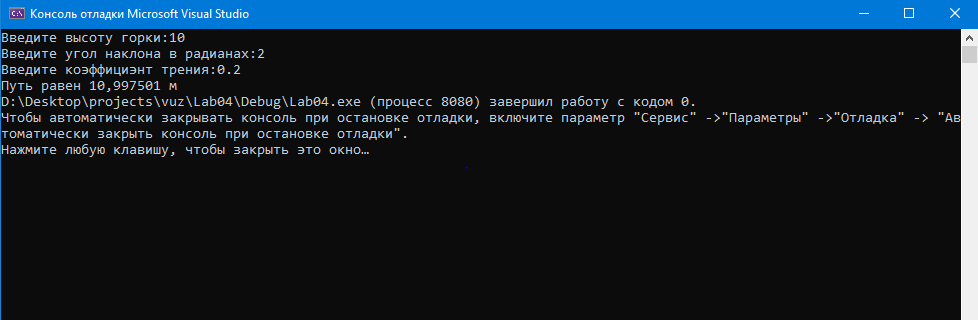 Консоль отладки Microsoft Visual Studio
Введите высоту горки:10
Введите угол наклона в радианах:2
Введите коэффициэнт трения:0.2
Путь равен 10,997501 м
D:\Desktop\projects\vuz\Lab04\Debug\Lab04.exe (процесс 8080) завершил работу с кодом 0.
Чтобы автоматически закрывать консоль при остановке отладки, включите параметр "Сервис" ->"Параметры" ->"Отладка" -> "Ав
томатически закрыть консоль при остановке отладки".
Нажмите любую клавишу, чтобы закрыть это окно…